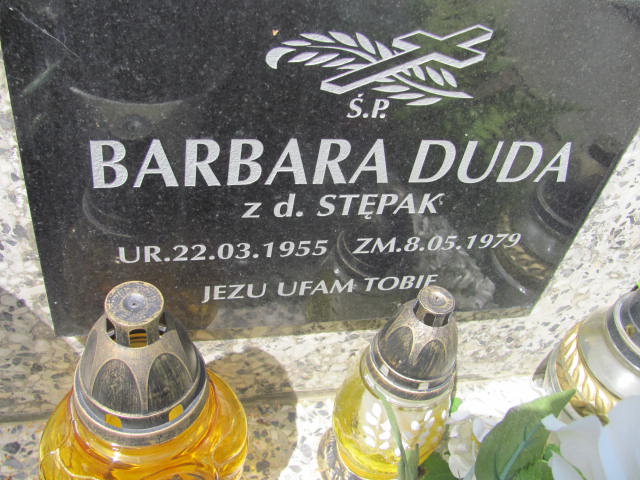 Ś.P.
BARBARA DUDA
z d. STĘPAK
UR.22.03.1955 ZM.8.05.1979
JEZU UFAM TOBIE